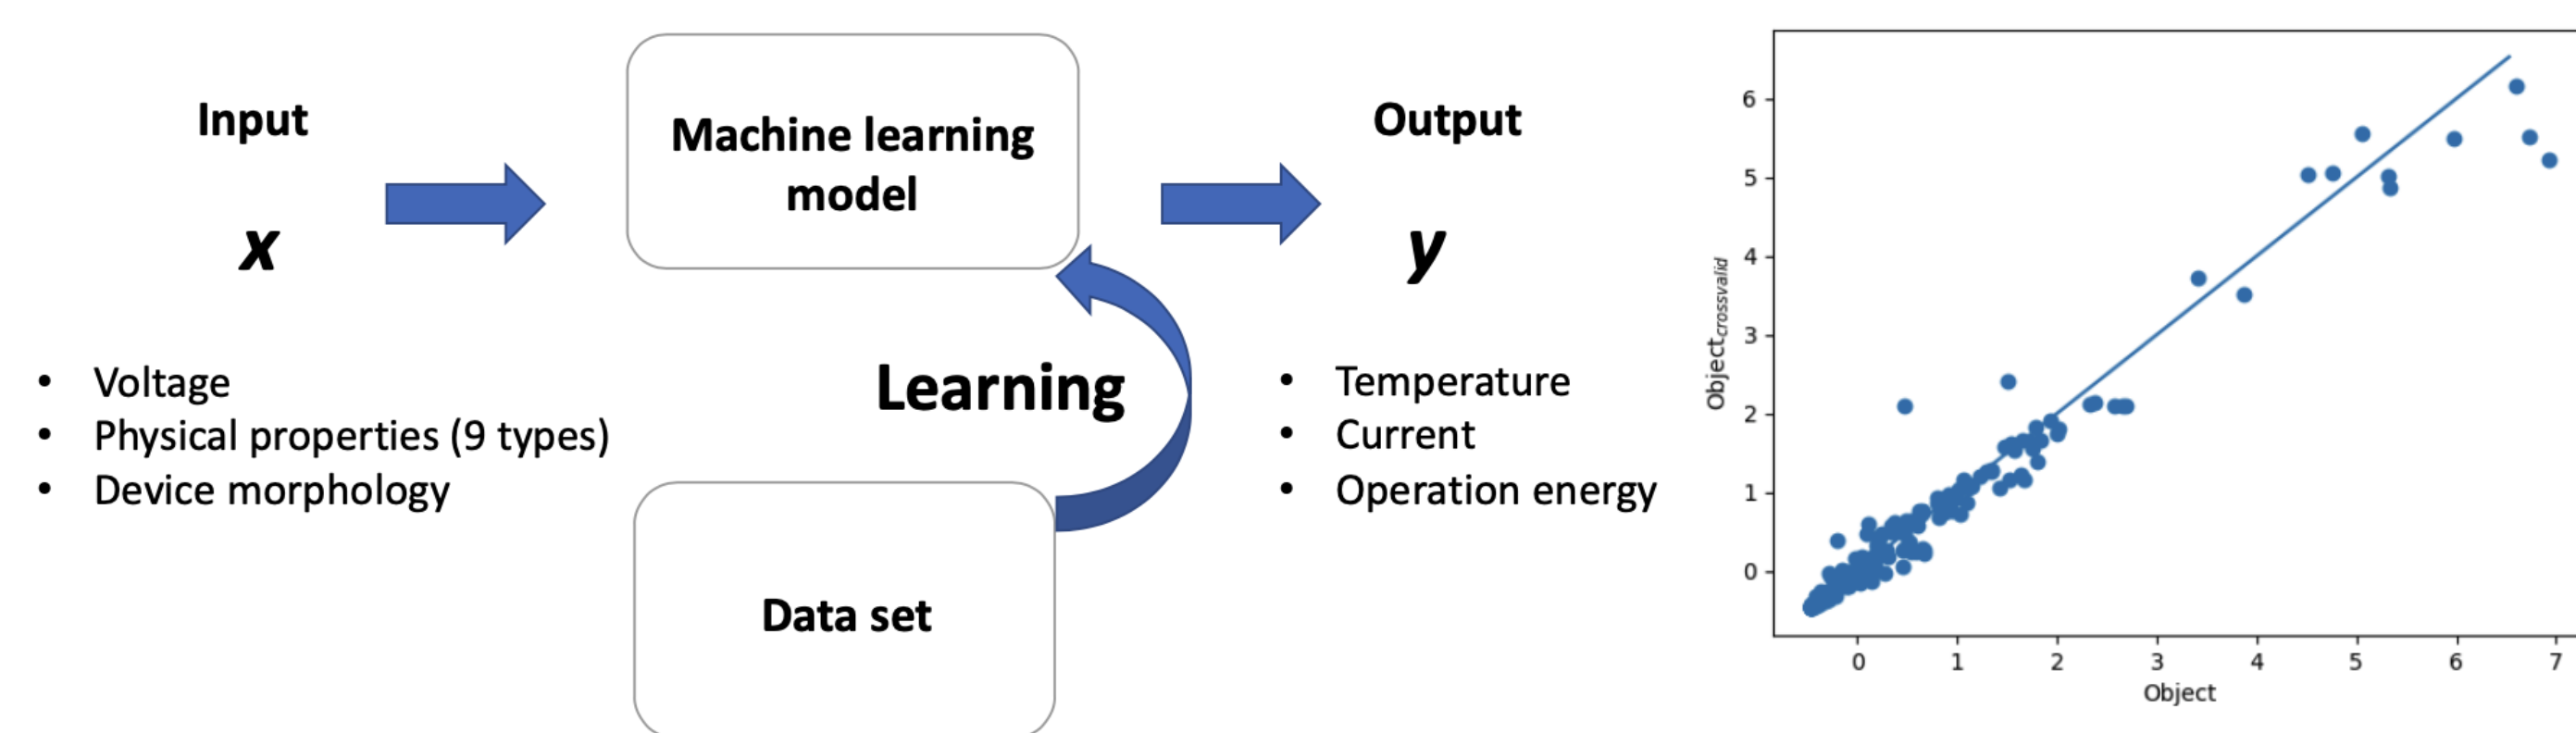 Input
x
• Voltage
• Physical properties (9 types)
• Device morphology
Machine learning
model
Learning
Data set
Output
y
• Temperature
• Current
• Operation energy
Object_crossvalid
6
5
4
3
2
1
0
0 1 2 3 4 5 6 7
Object